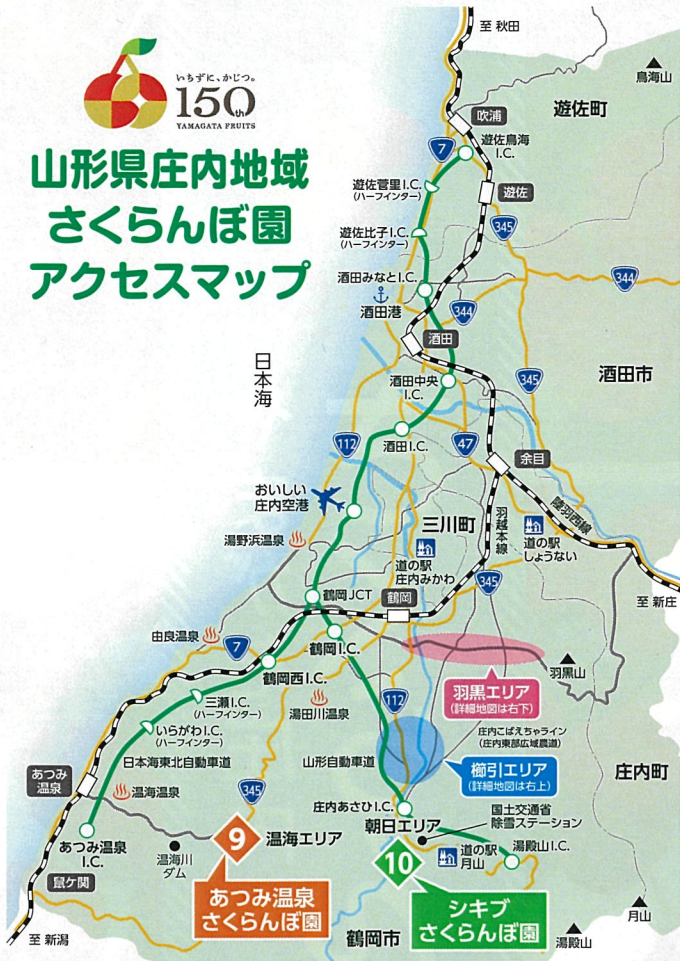 いちずに、かじつ。
150th
YAMAGATA FRUITS
山形県庄内地域
さくらんぼ園
アクセスマップ
至 秋田
鳥海山
遊佐町
吹浦
7
遊佐鳥海
I.C.
遊佐菅里I.C.
(ハーフインター)
遊佐
遊佐比子I.C.
(ハーフインター)
345
酒田みなとI.C.
344
酒田港
344
酒田
日本海
酒田中央
I.C.
345
酒田市
112
酒田I.C.
47
余目
おいしい
庄内空港
陸羽西線
三川町
羽越本線
道の駅
しょうない
湯野浜温泉
道の駅
庄内みかわ
345
鶴岡JCT
鶴岡
至 新庄
由良温泉
7
鶴岡I.C.
鶴岡西I.C.
羽黒山
羽黒エリア
(詳細地図は右下)
三瀬I.C.
(ハーフインター)
湯田川温泉
112
いらがわI.C.
(ハーフインター)
庄内こばえちゃライン
(庄内東部広域農道)
日本海東北自動車道
山形自動車道
櫛引エリア
(詳細地図は右上)
庄内町
あつみ
温泉
温海温泉
345
庄内あさひI.C.
国土交通省
除雪ステーション
あつみ温泉
I.C.
温海川
ダム
9
温海エリア
朝日エリア
10
道の駅
月山
湯殿山I.C.
鼠ケ関
あつみ温泉
さくらんぼ園
シキブ
さくらんぼ園
月山
至 新潟
鶴岡市
湯殿山